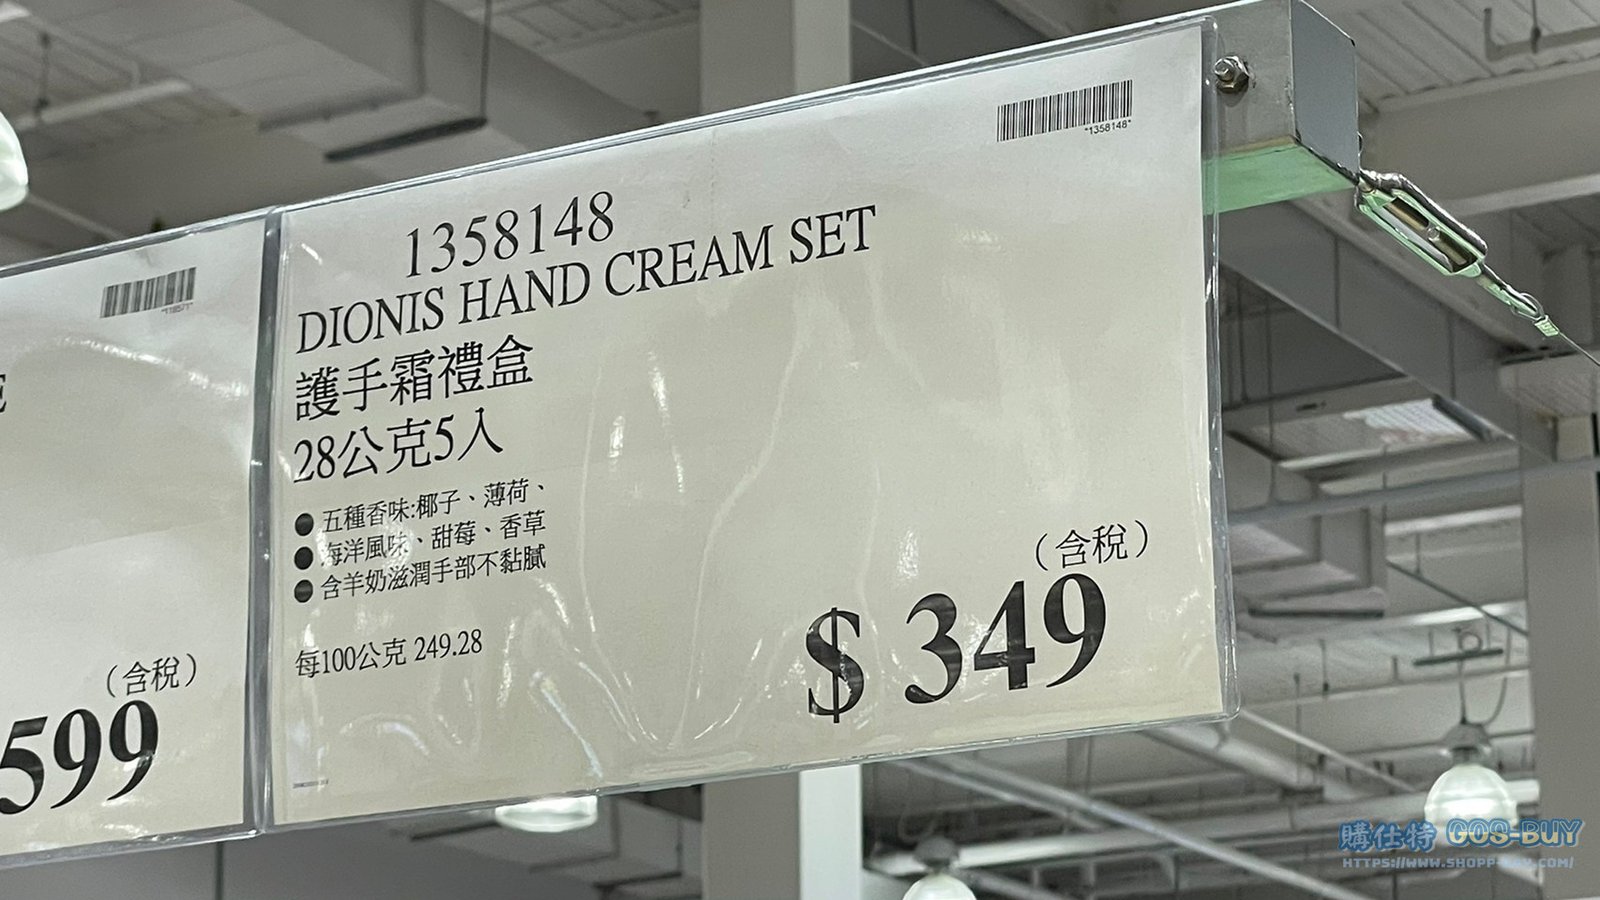 *1358148*
1358148
DIONIS HAND CREAM SET
護手霜禮盒
28公克5入
● 五種香味:椰子、薄荷、
● 海洋風味、甜莓、香草
● 含羊奶滋潤手部不黏膩
每100公克 249.28
(含稅)
$ 349
E
(含稅)
599
購仕特 GOS-BUY